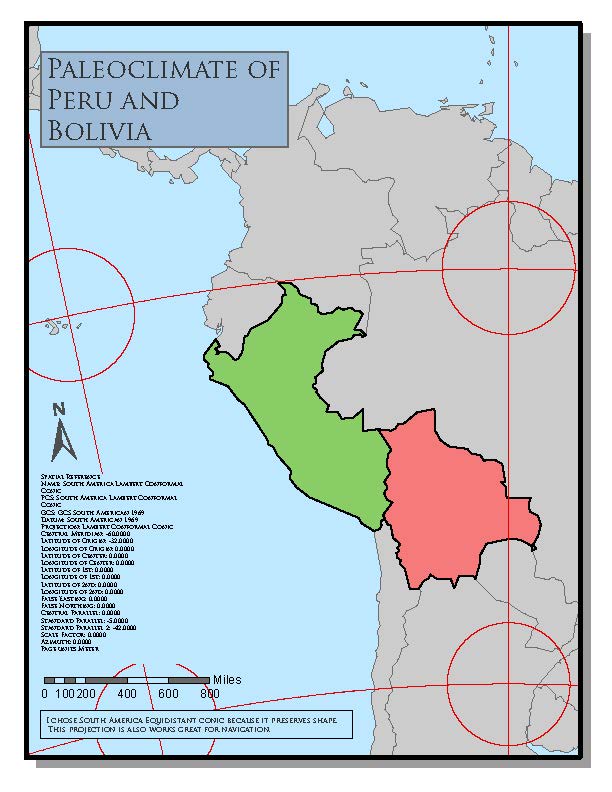 PALEOCLIMATE OF
PERU AND
BOLIVIA
N
SPATIAL REFERENCE
NAME: SOUTH AMERICA LAMBERT CONFORMAL
CONIC
PCS: SOUTH AMERICA LAMBERT CONFORMAL
CONIC
GCS: GCS SOUTH AMERICAN 1969
DATUM: SOUTH AMERICAN 1969
PROJECTION: LAMBERT CONFORMAL CONIC
CENTRAL MERIDIAN: -60.0000
LATITUDE OF ORIGIN: -32.0000
LONGITUDE OF ORIGIN: 0.0000
LATITUDE OF CENTER: 0.0000
LONGITUDE OF CENTER: 0.0000
LATITUDE OF 1ST: 0.0000
LONGITUDE OF 1ST: 0.0000
LATITUDE OF 2ND: 0.0000
LONGITUDE OF 2ND: 0.0000
FALSE EASTING: 0.0000
FALSE NORTHING: 0.0000
CENTRAL PARALLEL: 0.0000
STANDARD PARALLEL: -5.0000
STANDARD PARALLEL 2: -42.0000
SCALE FACTOR: 0.0000
AZIMUTH: 0.0000
PAGE UNITS METER
Miles
0 100 200 400 600 800
I CHOSE SOUTH AMERICA EQUIDISTANT CONIC BECAUSE IT PRESERVES SHAPE.
THIS PROJECTION IS ALSO WORKS GREAT FOR NAVIGATION.